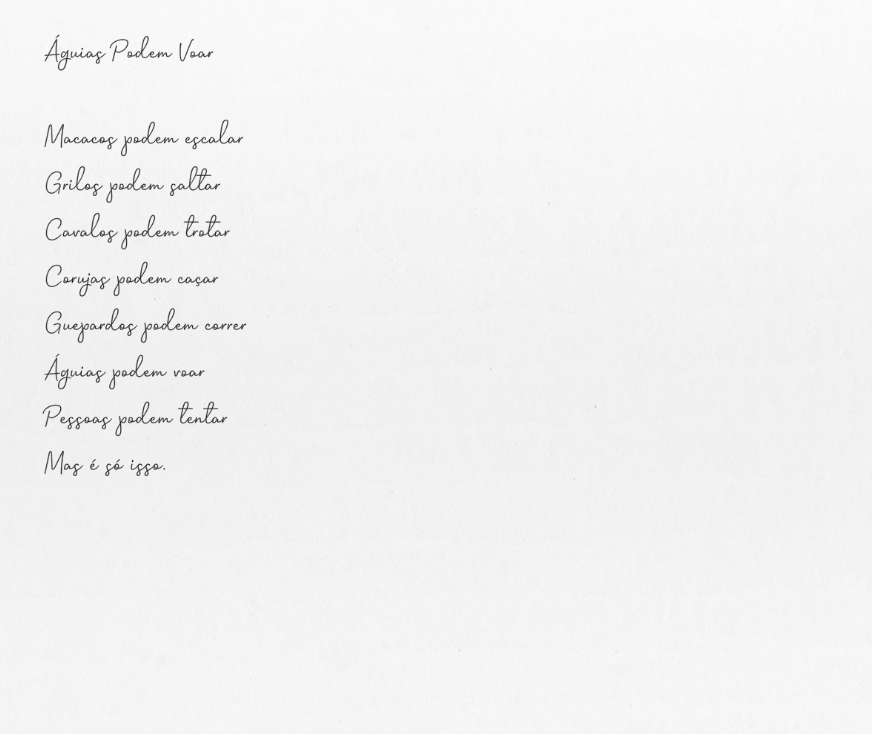 Águias Podem Voar
Macacos podem escalar
Grilos podem saltar
Cavalos podem trotar
Corujas podem caçar
Guepardos podem correr
Águias podem voar
Pessoas podem tentar
Mas é só isso.